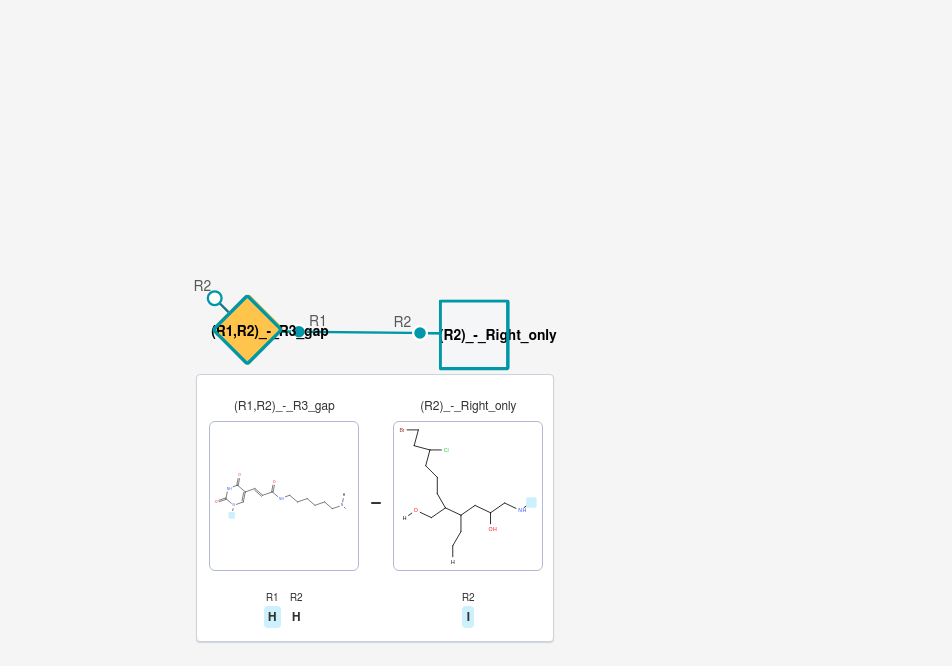 R2
(R1,R2)_-_R3_gap
R1
R2
(R2)_-_Right_only
(R1,R2)_-_R3_gap
(R2)_-_Right_only
Br
Cl
O
H
OH
NH
H
R1 R2
H H
R2
I